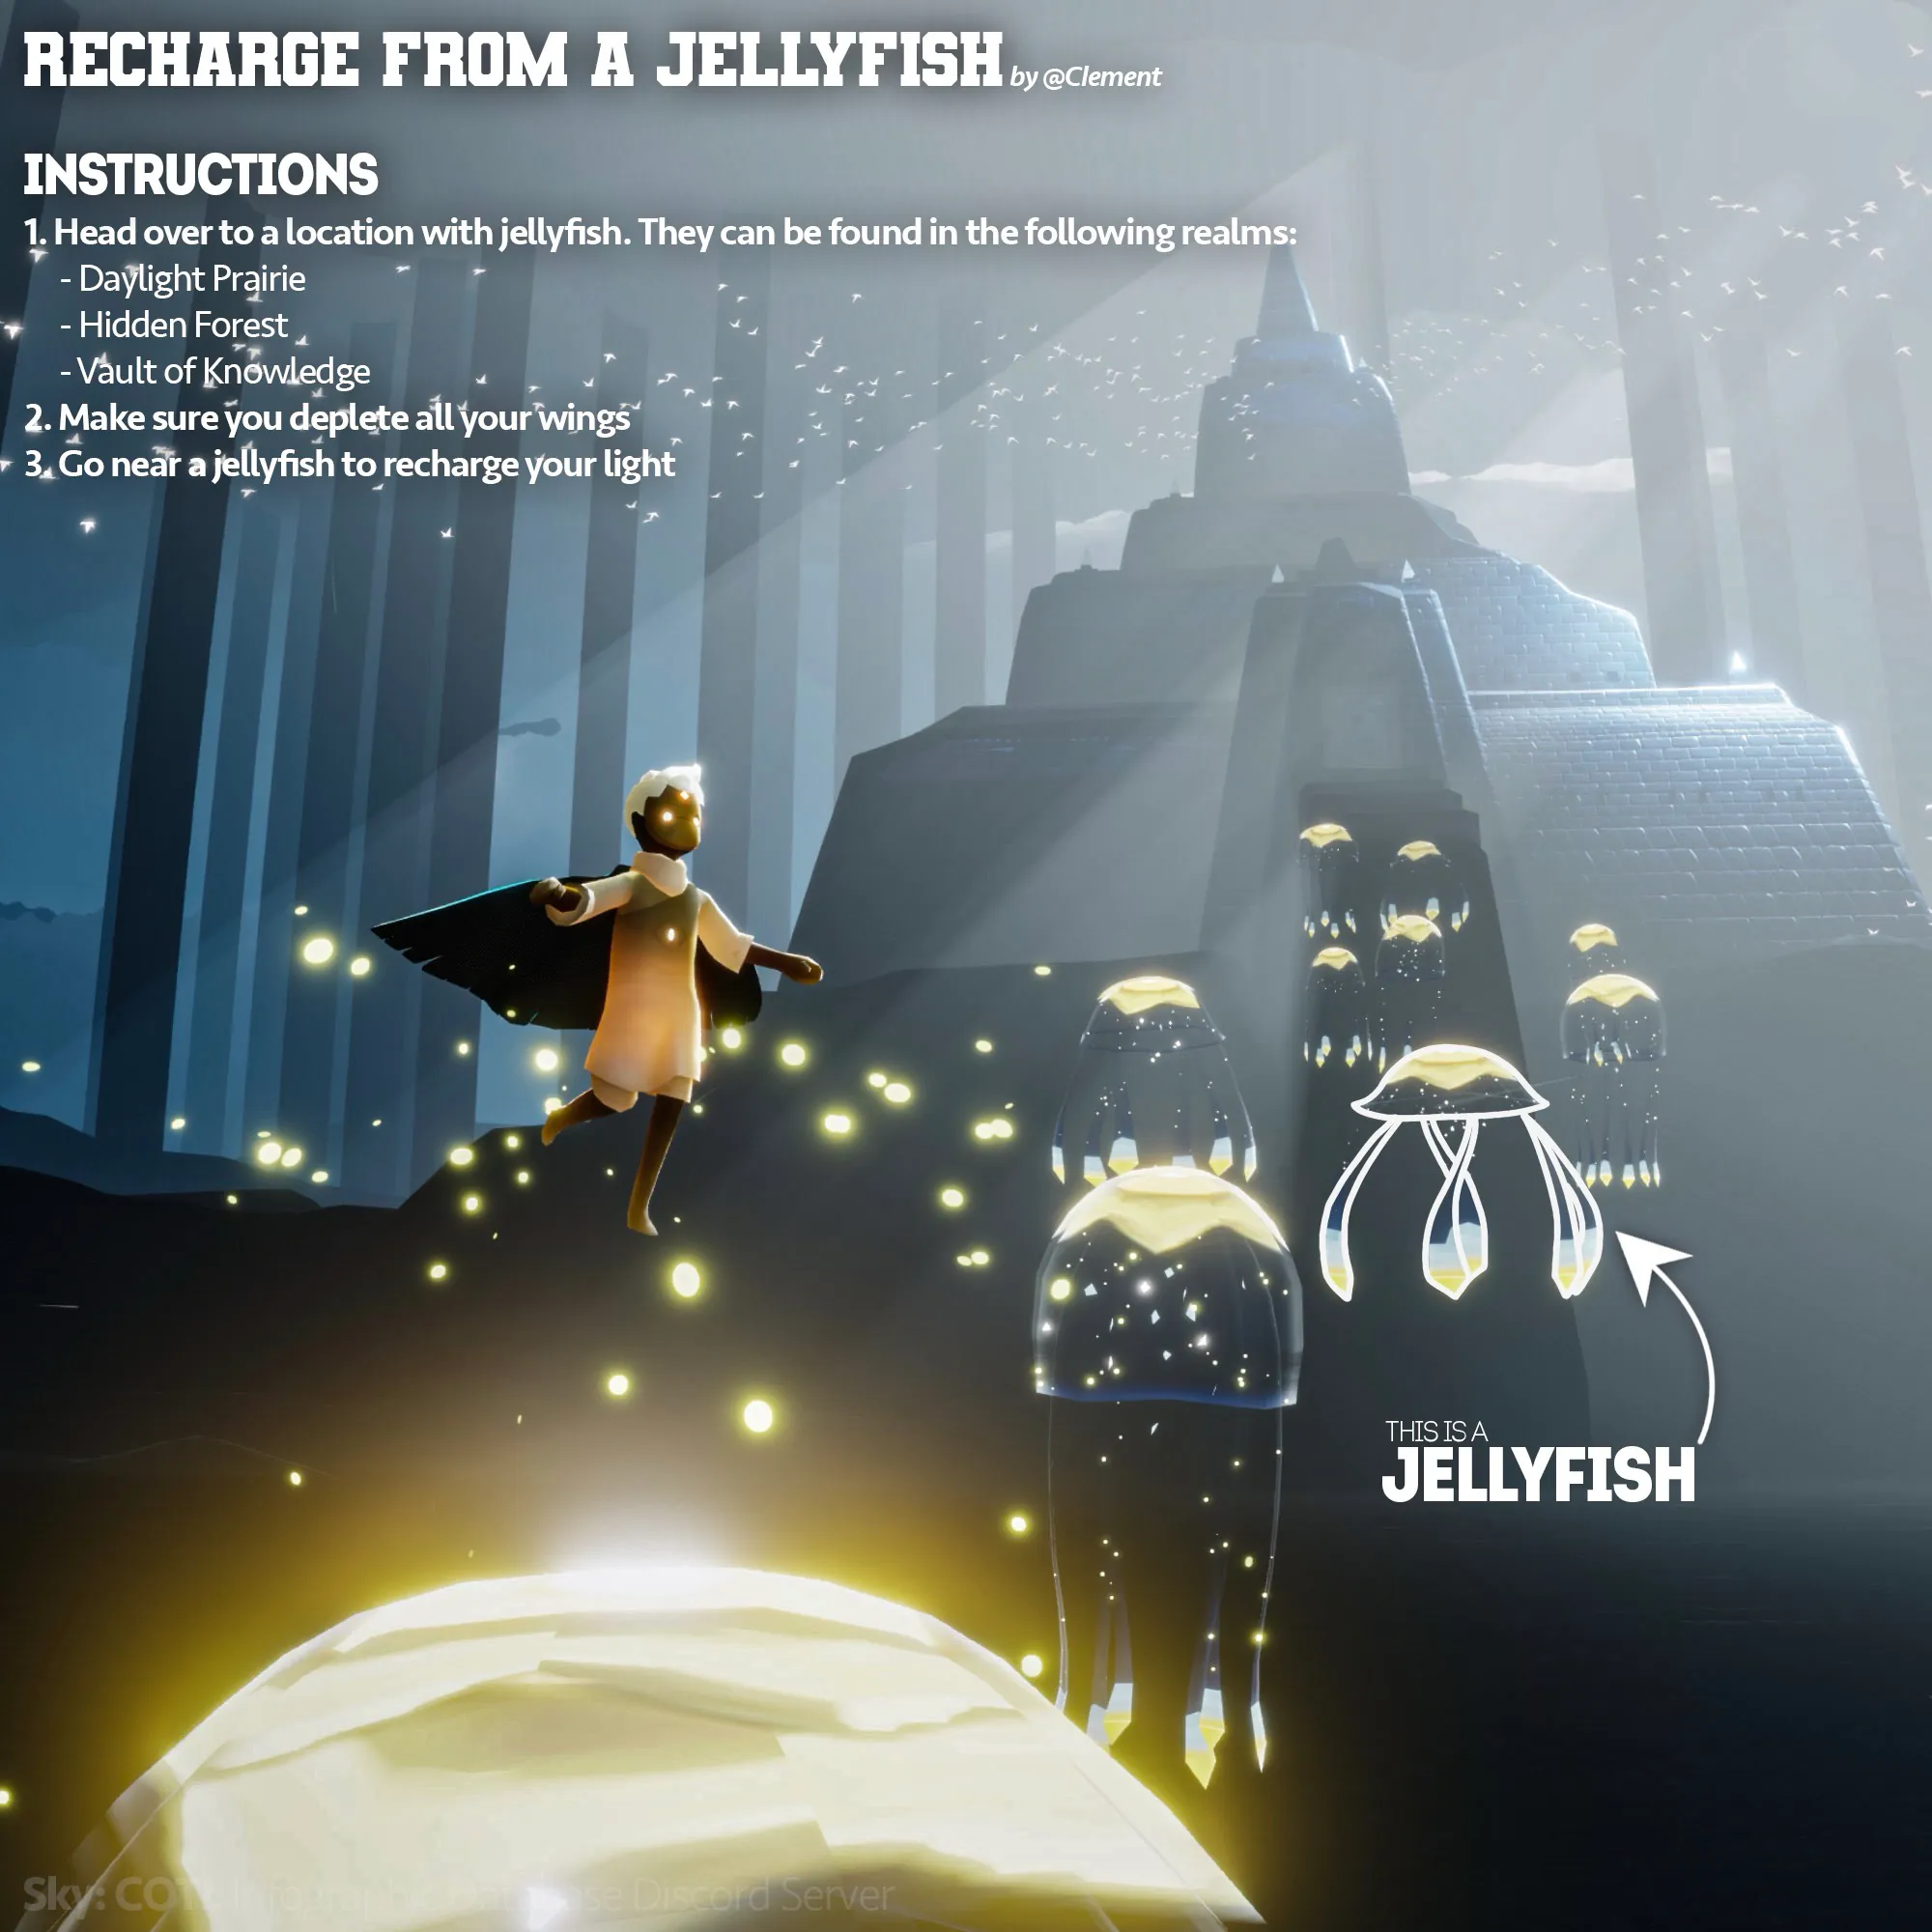 RECHARGE FROM A JELLYFISH by @Clement
INSTRUCTIONS
1. Head over to a location with jellyfish. They can be found in the following realms:
- Daylight Prairie
- Hidden Forest
- Vault of Knowledge
2. Make sure you deplete all your wings
3. Go near a jellyfish to recharge your light
THIS IS A
JELLYFISH
Sky: Discord Server